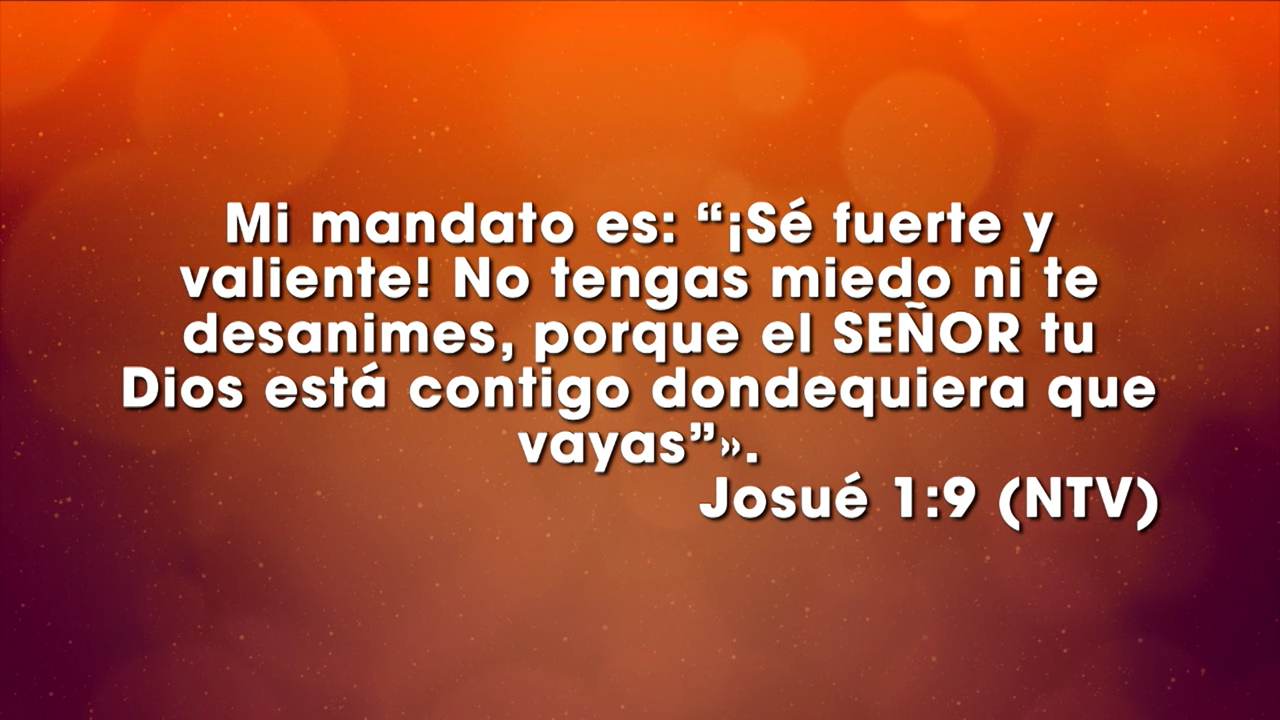 Mi mandato es: “¡Sé fuerte y
valiente! No tengas miedo ni te
desanimes, porque el SEÑOR tu
Dios está contigo dondequiera que
vayas”».
Josué 1:9 (NTV)